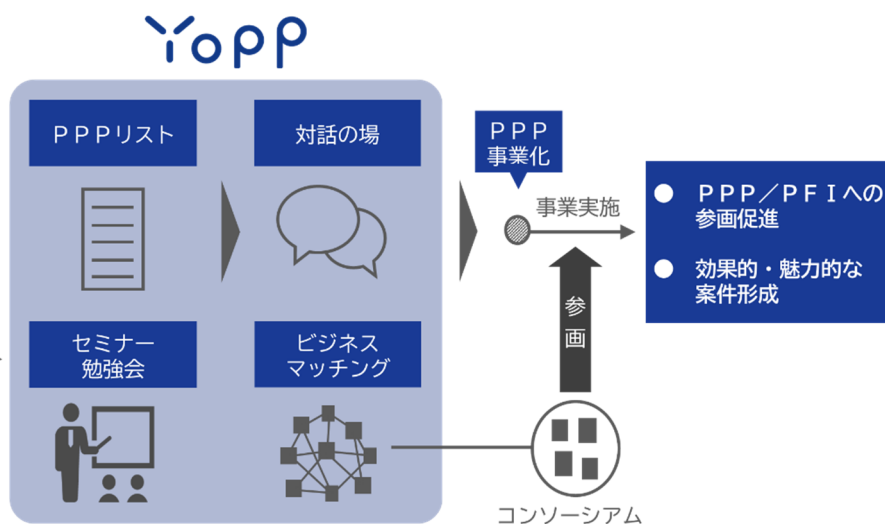 Yopp
ＰＰＰリスト
対話の場
セミナー
勉強会
ビジネス
マッチング
ＰＰＰ
事業化
事業実施
参画
コンソーシアム
● ＰＰＰ／ＰＦＩへの
参画促進
● 効果的・魅力的な
案件形成